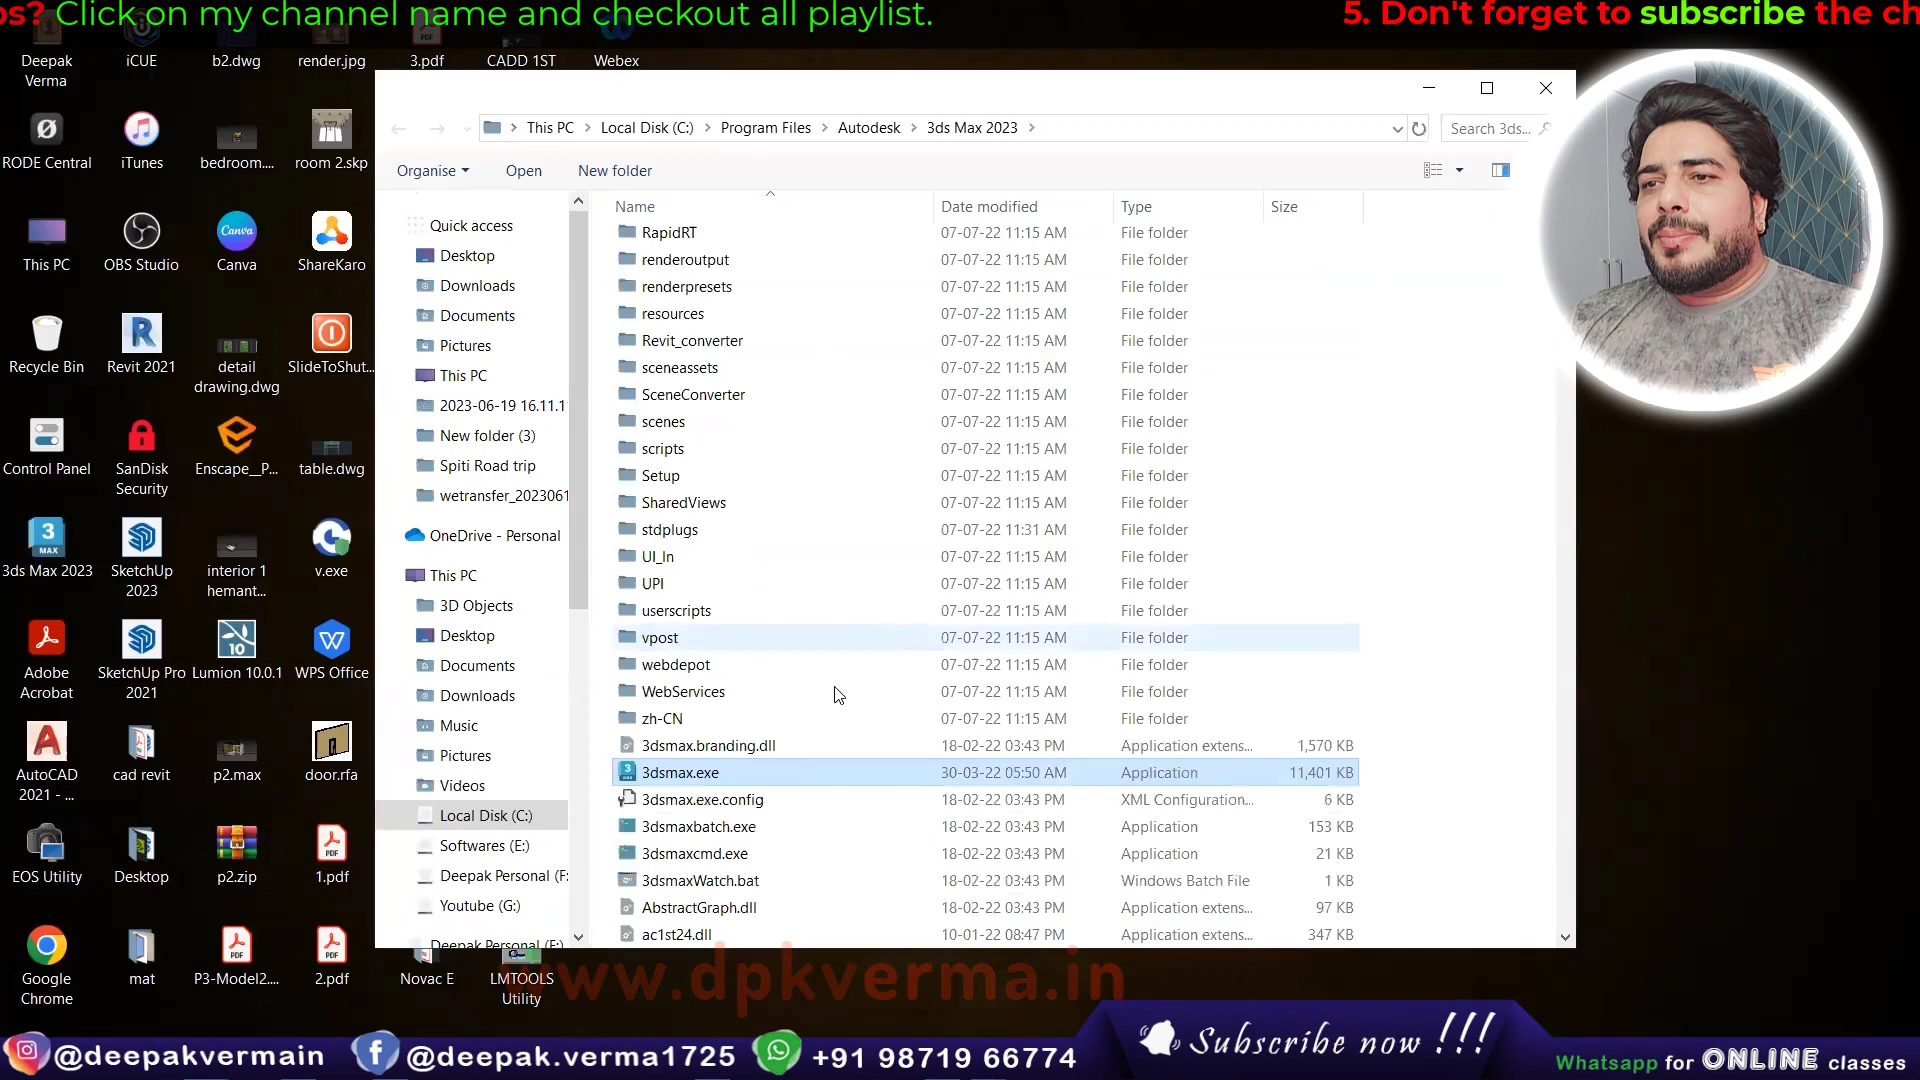 os? Click on my channel name and checkout all playlist.
5. Don't forget to subscribe the ch
Deepak
Verma
iCUE
b2.dwg
render.jpg
3.pdf
CADD 1ST
Webex
RODE Central
iTunes
bedroom....
room 2.skp
This PC
OBS Studio
Canva
Canva
ShareKaro
Recycle Bin
Revit 2021
detail
drawing.dwg
SlideToShut...
Control Panel
SanDisk
Security
Enscape__P...
table.dwg
3ds Max 2023
SketchUp
2023
interior 1
hemant...
v.exe
Adobe
Acrobat
SketchUp Pro
2021
Lumion 10.0.1
WPS Office
AutoCAD
2021 - ...
cad revit
p2.max
door.rfa
EOS Utility
Desktop
p2.zip
1.pdf
Google
Chrome
mat
P3-Model2....
2.pdf
Novac E
LMTOOLS
Utility
This PC > Local Disk (C:) > Program Files > Autodesk > 3ds Max 2023 >
Search 3ds...
Organise
Open
New folder
Quick access
Desktop
Downloads
Documents
Pictures
This PC
2023-06-19 16.11.1
New folder (3)
Spiti Road trip
wetransfer_2023061
OneDrive - Personal
This PC
3D Objects
Desktop
Documents
Downloads
Music
Pictures
Videos
Local Disk (C:)
Softwares (E:)
Deepak Personal (F:
Youtube (G:)
Deepak Personal (F:)
Name Date modified Type Size
RapidRT 07-07-22 11:15 AM File folder
renderoutput 07-07-22 11:15 AM File folder
renderpresets 07-07-22 11:15 AM File folder
resources 07-07-22 11:15 AM File folder
Revit_converter 07-07-22 11:15 AM File folder
sceneassets 07-07-22 11:15 AM File folder
SceneConverter 07-07-22 11:15 AM File folder
scenes 07-07-22 11:15 AM File folder
scripts 07-07-22 11:15 AM File folder
Setup 07-07-22 11:15 AM File folder
SharedViews 07-07-22 11:15 AM File folder
stdplugs 07-07-22 11:31 AM File folder
UI_ln 07-07-22 11:15 AM File folder
UPI 07-07-22 11:15 AM File folder
userscripts 07-07-22 11:15 AM File folder
vpost 07-07-22 11:15 AM File folder
webdepot 07-07-22 11:15 AM File folder
WebServices 07-07-22 11:15 AM File folder
zh-CN 07-07-22 11:15 AM File folder
3dsmax.branding.dll 18-02-22 03:43 PM Application extens... 1,570 KB
3dsmax.exe 30-03-22 05:50 AM Application 11,401 KB
3dsmax.exe.config 18-02-22 03:43 PM XML Configuration... 6 KB
3dsmaxbatch.exe 18-02-22 03:43 PM Application 153 KB
3dsmaxcmd.exe 18-02-22 03:43 PM Application 21 KB
3dsmaxWatch.bat 18-02-22 03:43 PM Windows Batch File 1 KB
AbstractGraph.dll 18-02-22 03:43 PM Application extens... 97 KB
ac1st24.dll 10-01-22 08:47 PM Application extens... 347 KB
www.dpkverma.in
@deepakvermain
@deepak.verma1725
+91 98719 66774
Subscribe now !!!
Whatsapp for ONLINE classes